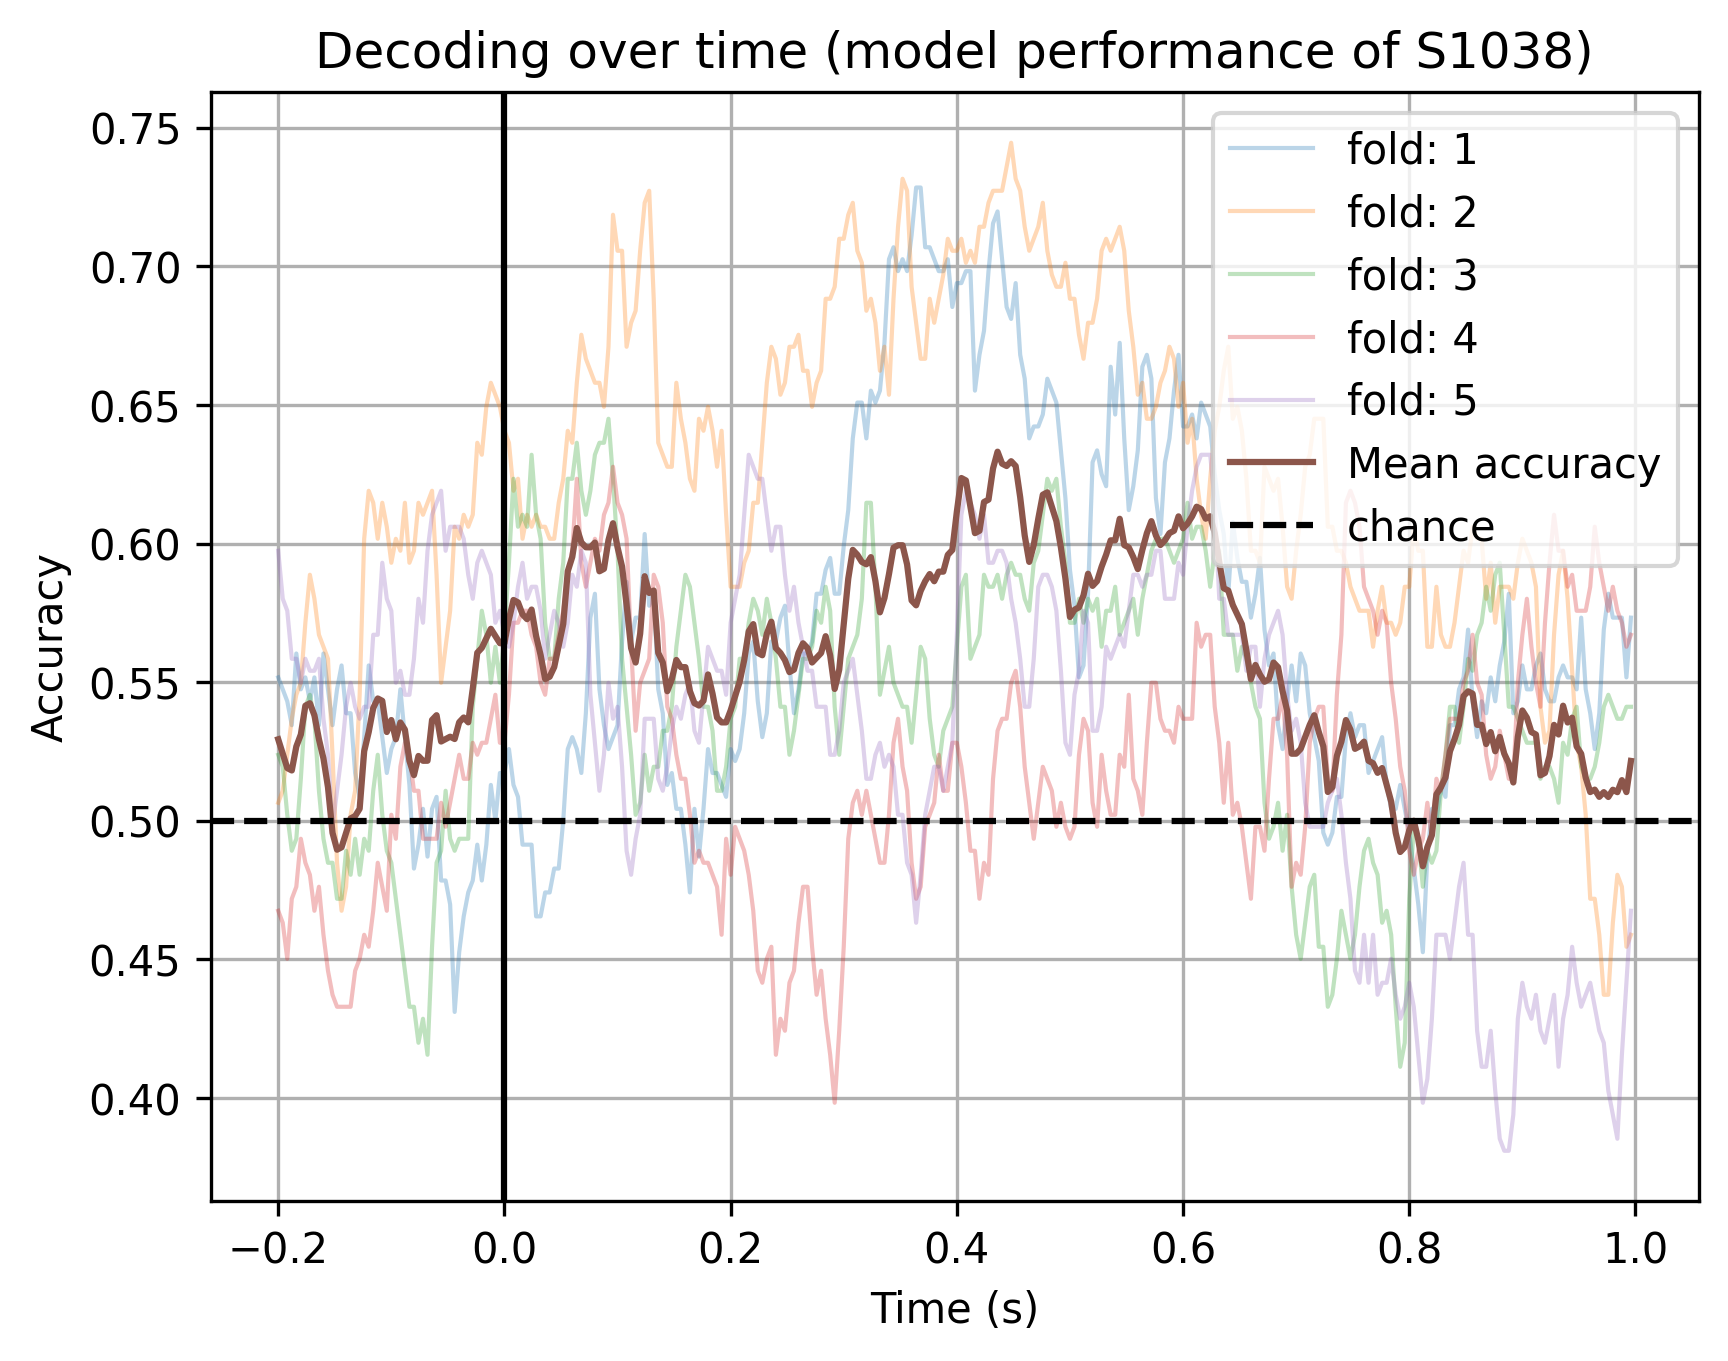 Decoding over time (model performance of S1038)
Accuracy
0.75
0.70
0.65
0.60
0.55
0.50
0.45
0.40
fold: 1
fold: 2
fold: 3
fold: 4
fold: 5
Mean accuracy
chance
−0.2
0.0
0.2
0.4
0.6
0.8
1.0
Time (s)